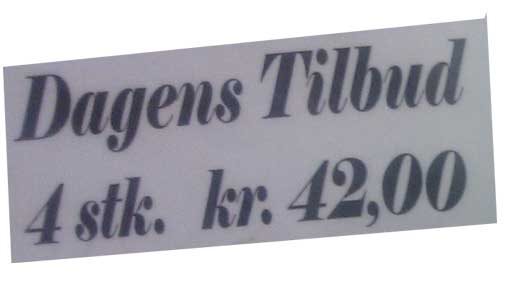 Dagens Tilbud
4 stk. kr. 42,00